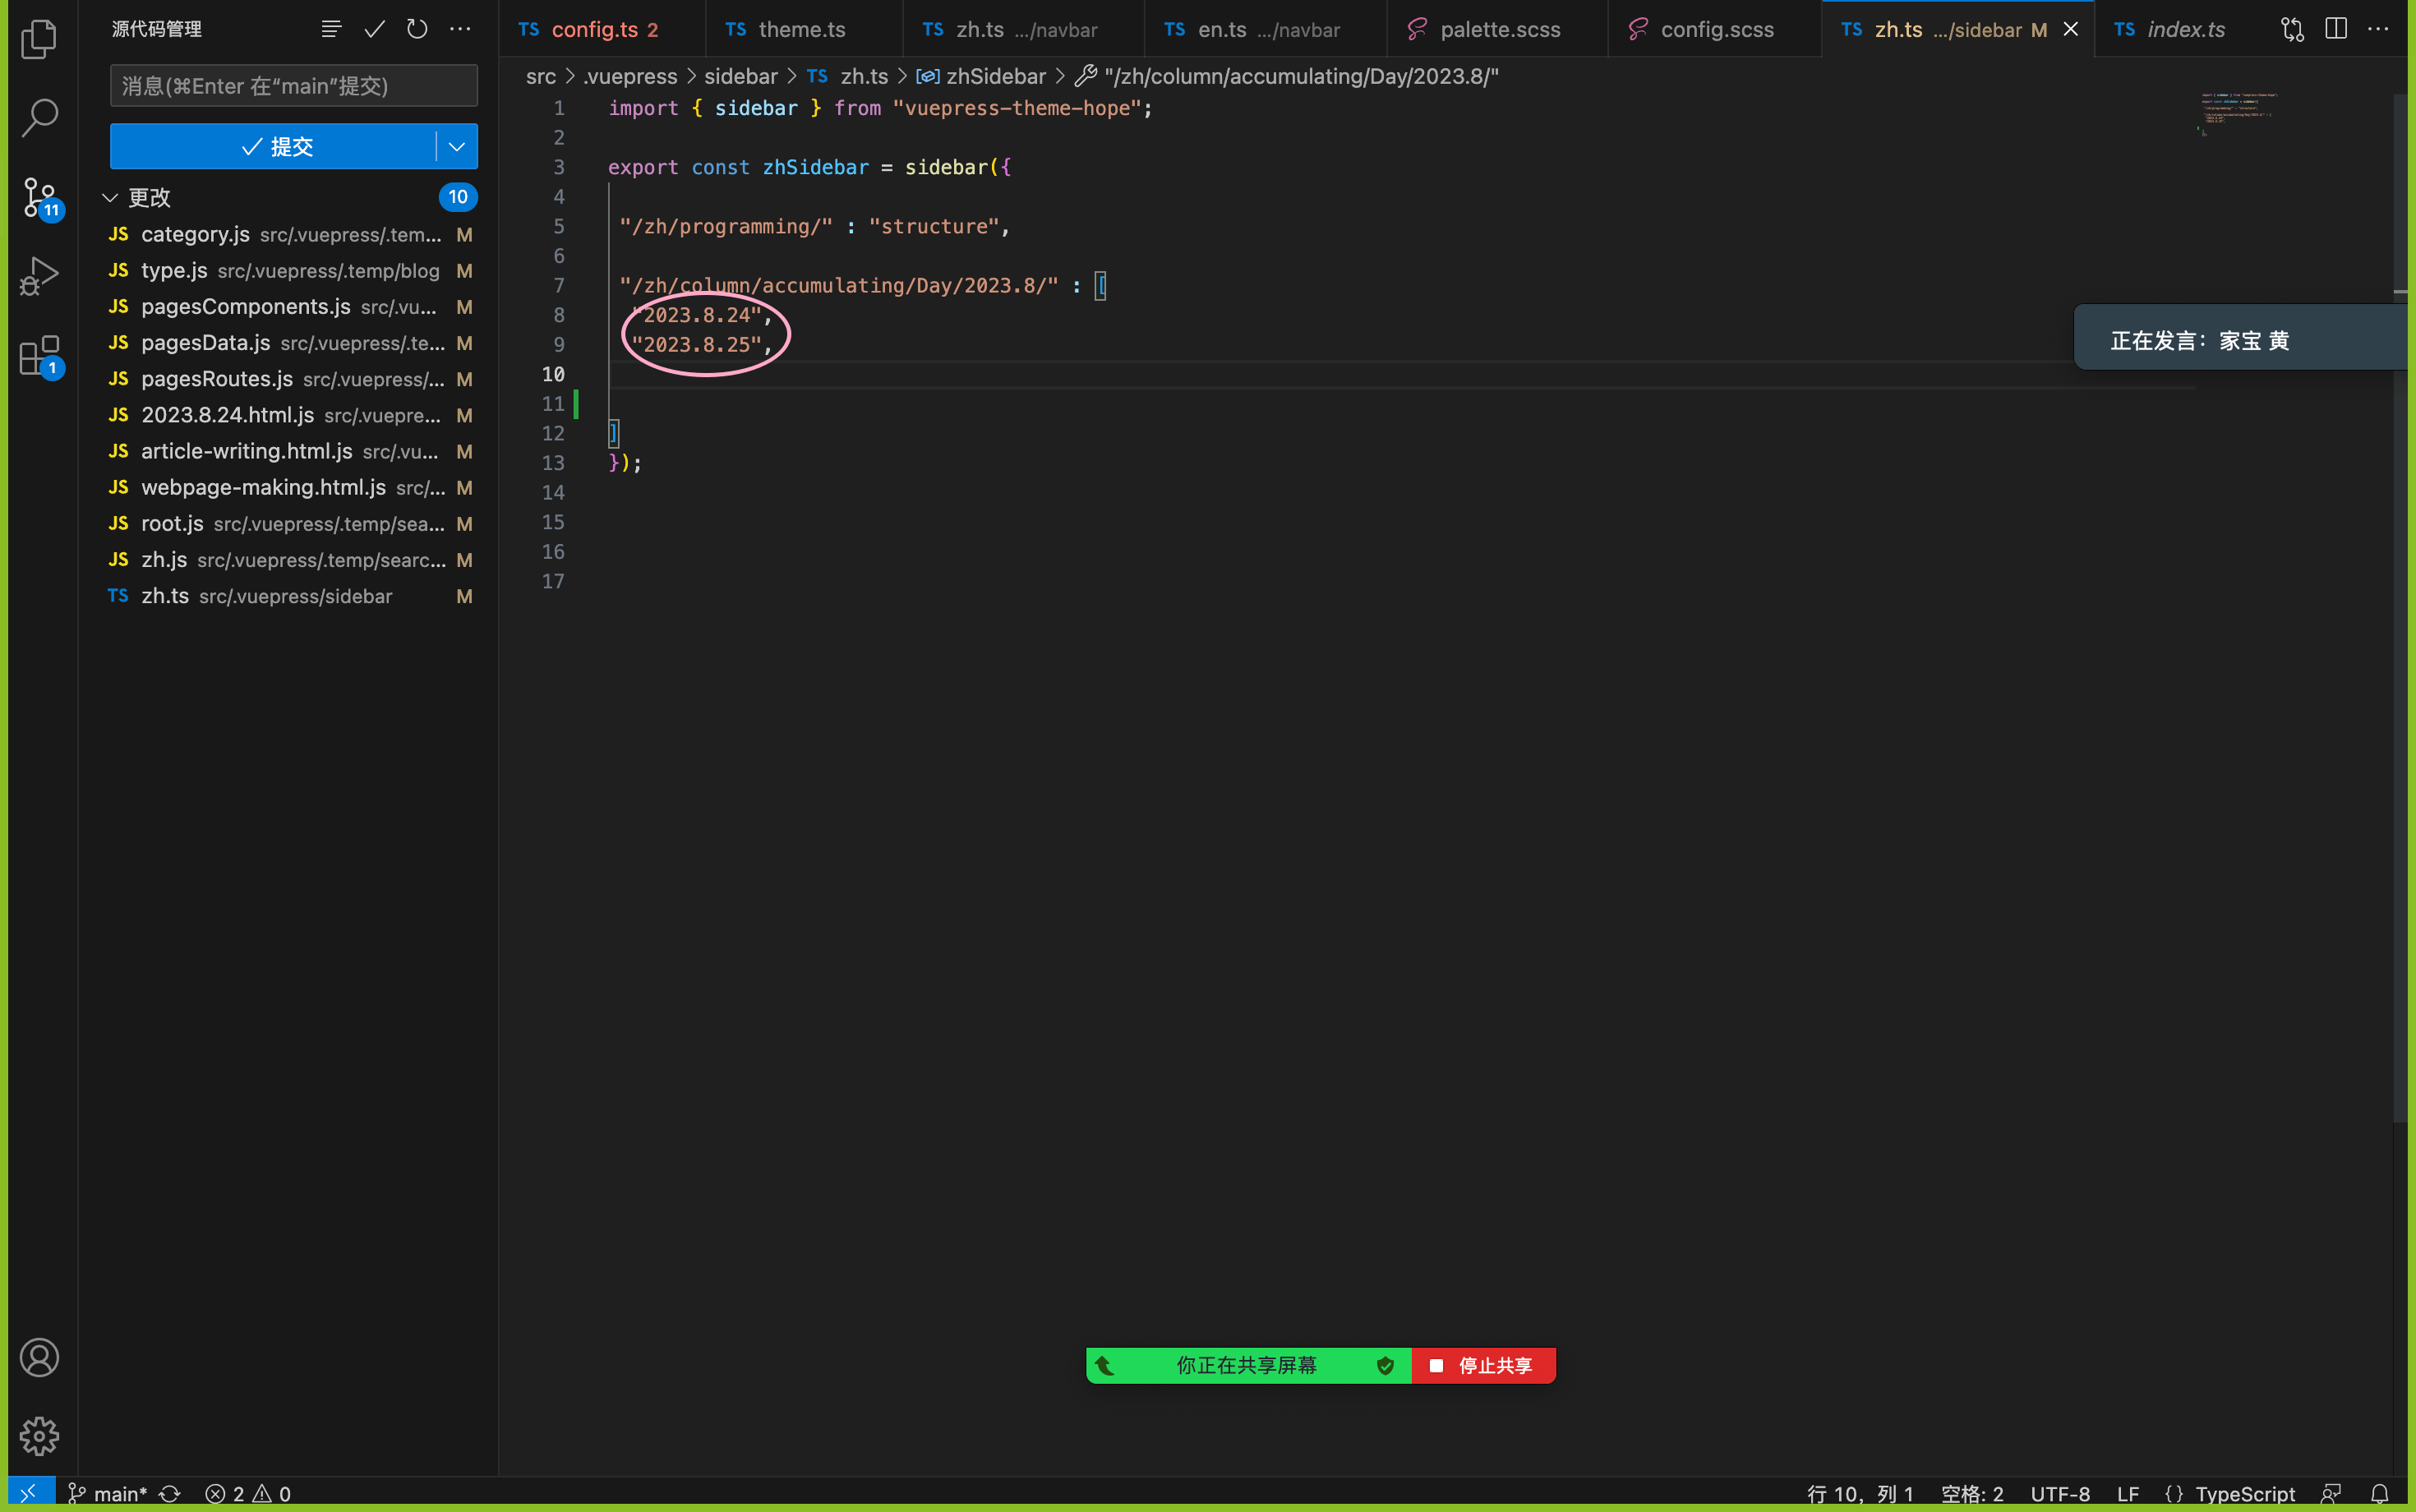 源代码管理
消息(⌘Enter 在“main”提交)
提交
更改 10
JS category.js src/.vuepress/.tem... M
JS type.js src/.vuepress/.temp/blog M
JS pagesComponents.js src/.vu... M
JS pagesData.js src/.vuepress/.te... M
JS pagesRoutes.js src/.vuepress/... M
JS 2023.8.24.html.js src/.vuepre... M
JS article-writing.html.js src/.vu... M
JS webpage-making.html.js src/... M
JS root.js src/.vuepress/.temp/sea... M
JS zh.js src/.vuepress/.temp/searc... M
TS zh.ts src/.vuepress/sidebar M
11
1
TS config.ts 2 TS theme.ts TS zh.ts .../navbar TS en.ts .../navbar palette.scss config.scss TS zh.ts .../sidebar M TS index.ts
src > .vuepress > sidebar > TS zh.ts > zhSidebar > "/zh/column/accumulating/Day/2023.8/"
1 import { sidebar } from "vuepress-theme-hope";
2
3 export const zhSidebar = sidebar({
4
5 "/zh/programming/" : "structure",
6
7 "/zh/column/accumulating/Day/2023.8/" : [
8 "2023.8.24",
9 "2023.8.25",
10
11
12 ]
13 });
14
15
16
17
正在发言: 家宝 黄
你正在共享屏幕 停止共享
main* 2 0 行 10，列 1 空格: 2 UTF-8 LF {} TypeScript